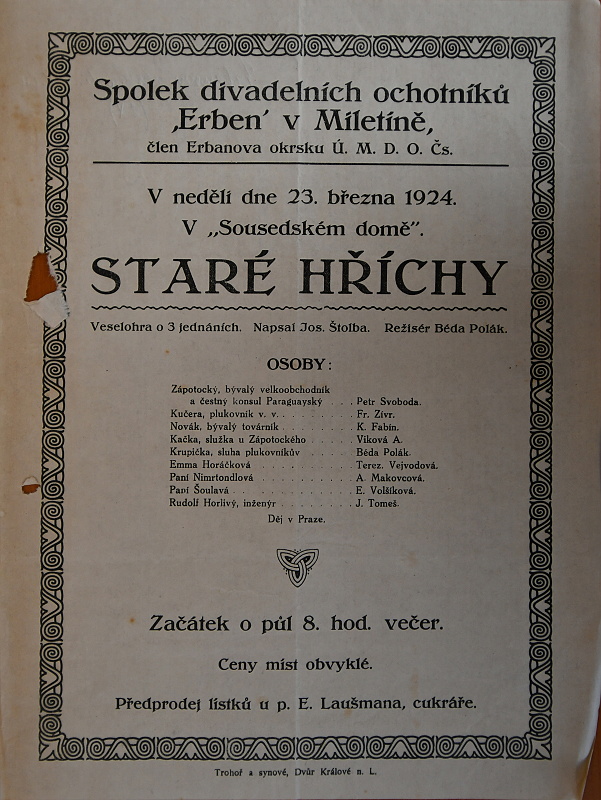 Spolek divadelních ochotníků
‚Erben‘ v Miletíně,
člen Erbanova okrsku Ú. M. D. O. Čs.
V neděli dne 23. března 1924.
V „Sousedském domě“.
STARÉ HŘÍCHY
Veselohra o 3 jednáních. Napsal Jos. Štolba. Režisér Béda Polák.
OSOBY:
Zápotocký, bývalý velkoobchodník
a čestný konsul Paraguayský . . . Petr Svoboda.
Kučera, plukovník v. v. . . . . . . . . Fr. Zívr.
Novák, bývalý továrník . . . . . . . . K. Fabin.
Kačka, služka u Zápotockého . . . . . Vlková A.
Krupička, sluha plukovníkův . . . . . Béda Polák.
Emma Horáčková . . . . . . . . . . Terez. Vejvodová.
Paní Nimrtondlová . . . . . . . . . . A. Makovcová.
Paní Šoulavá . . . . . . . . . . . . E. Volšíková.
Rudolf Horlivý, inženýr . . . . . . . . J. Tomeš.
Děj v Praze.
Začátek o půl 8. hod. večer.
Ceny míst obvyklé.
Předprodej lístků u p. E. Laušmana, cukráře.
Trohoř a synové, Dvůr Králové n. L.